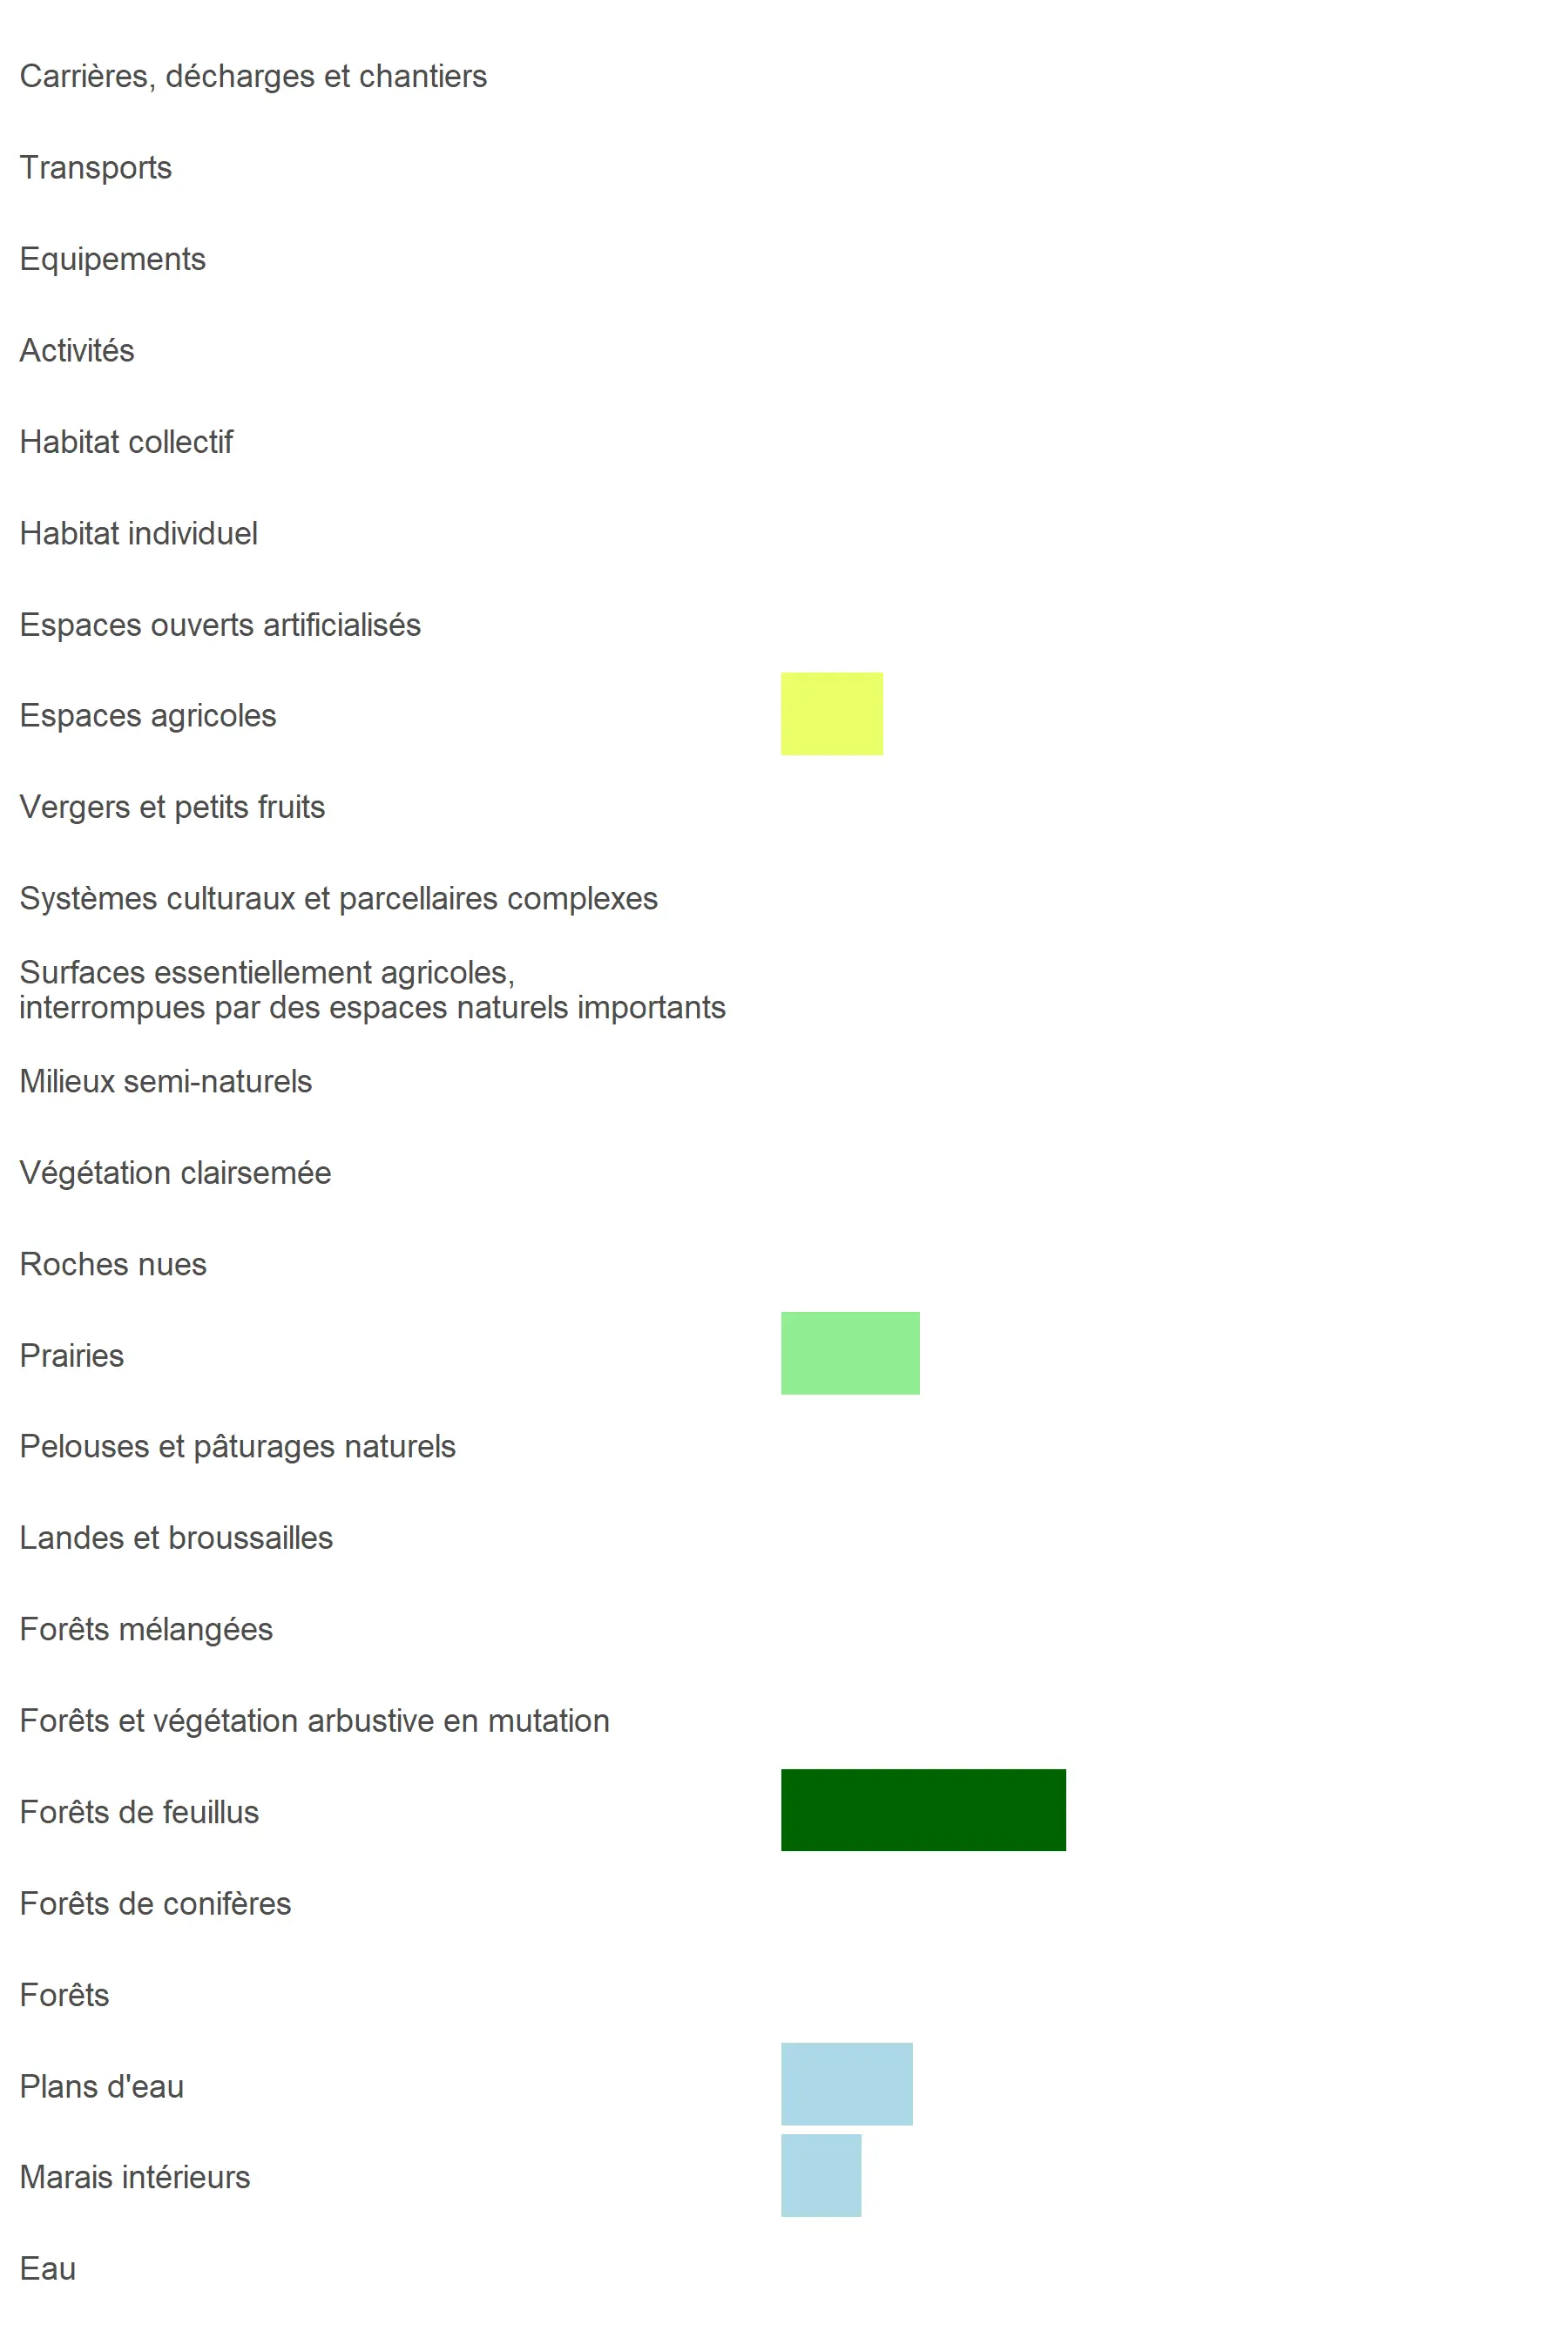 Carrières, décharges et chantiers
Transports
Equipements
Activités
Habitat collectif
Habitat individuel
Espaces ouverts artificialisés
Espaces agricoles
Vergers et petits fruits
Systèmes culturaux et parcellaires complexes
Surfaces essentiellement agricoles,
interrompues par des espaces naturels importants
Milieux semi-naturels
Végétation clairsemée
Roches nues
Prairies
Pelouses et pâturages naturels
Landes et broussailles
Forêts mélangées
Forêts et végétation arbustive en mutation
Forêts de feuillus
Forêts de conifères
Forêts
Plans d'eau
Marais intérieurs
Eau